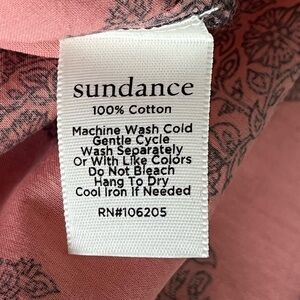 sundance
100% Cotton
Machine Wash Cold
Gentle Cycle
Wash Separately
Or With Like Colors
Do Not Bleach
Hang To Dry
Cool Iron If Needed
RN#106205